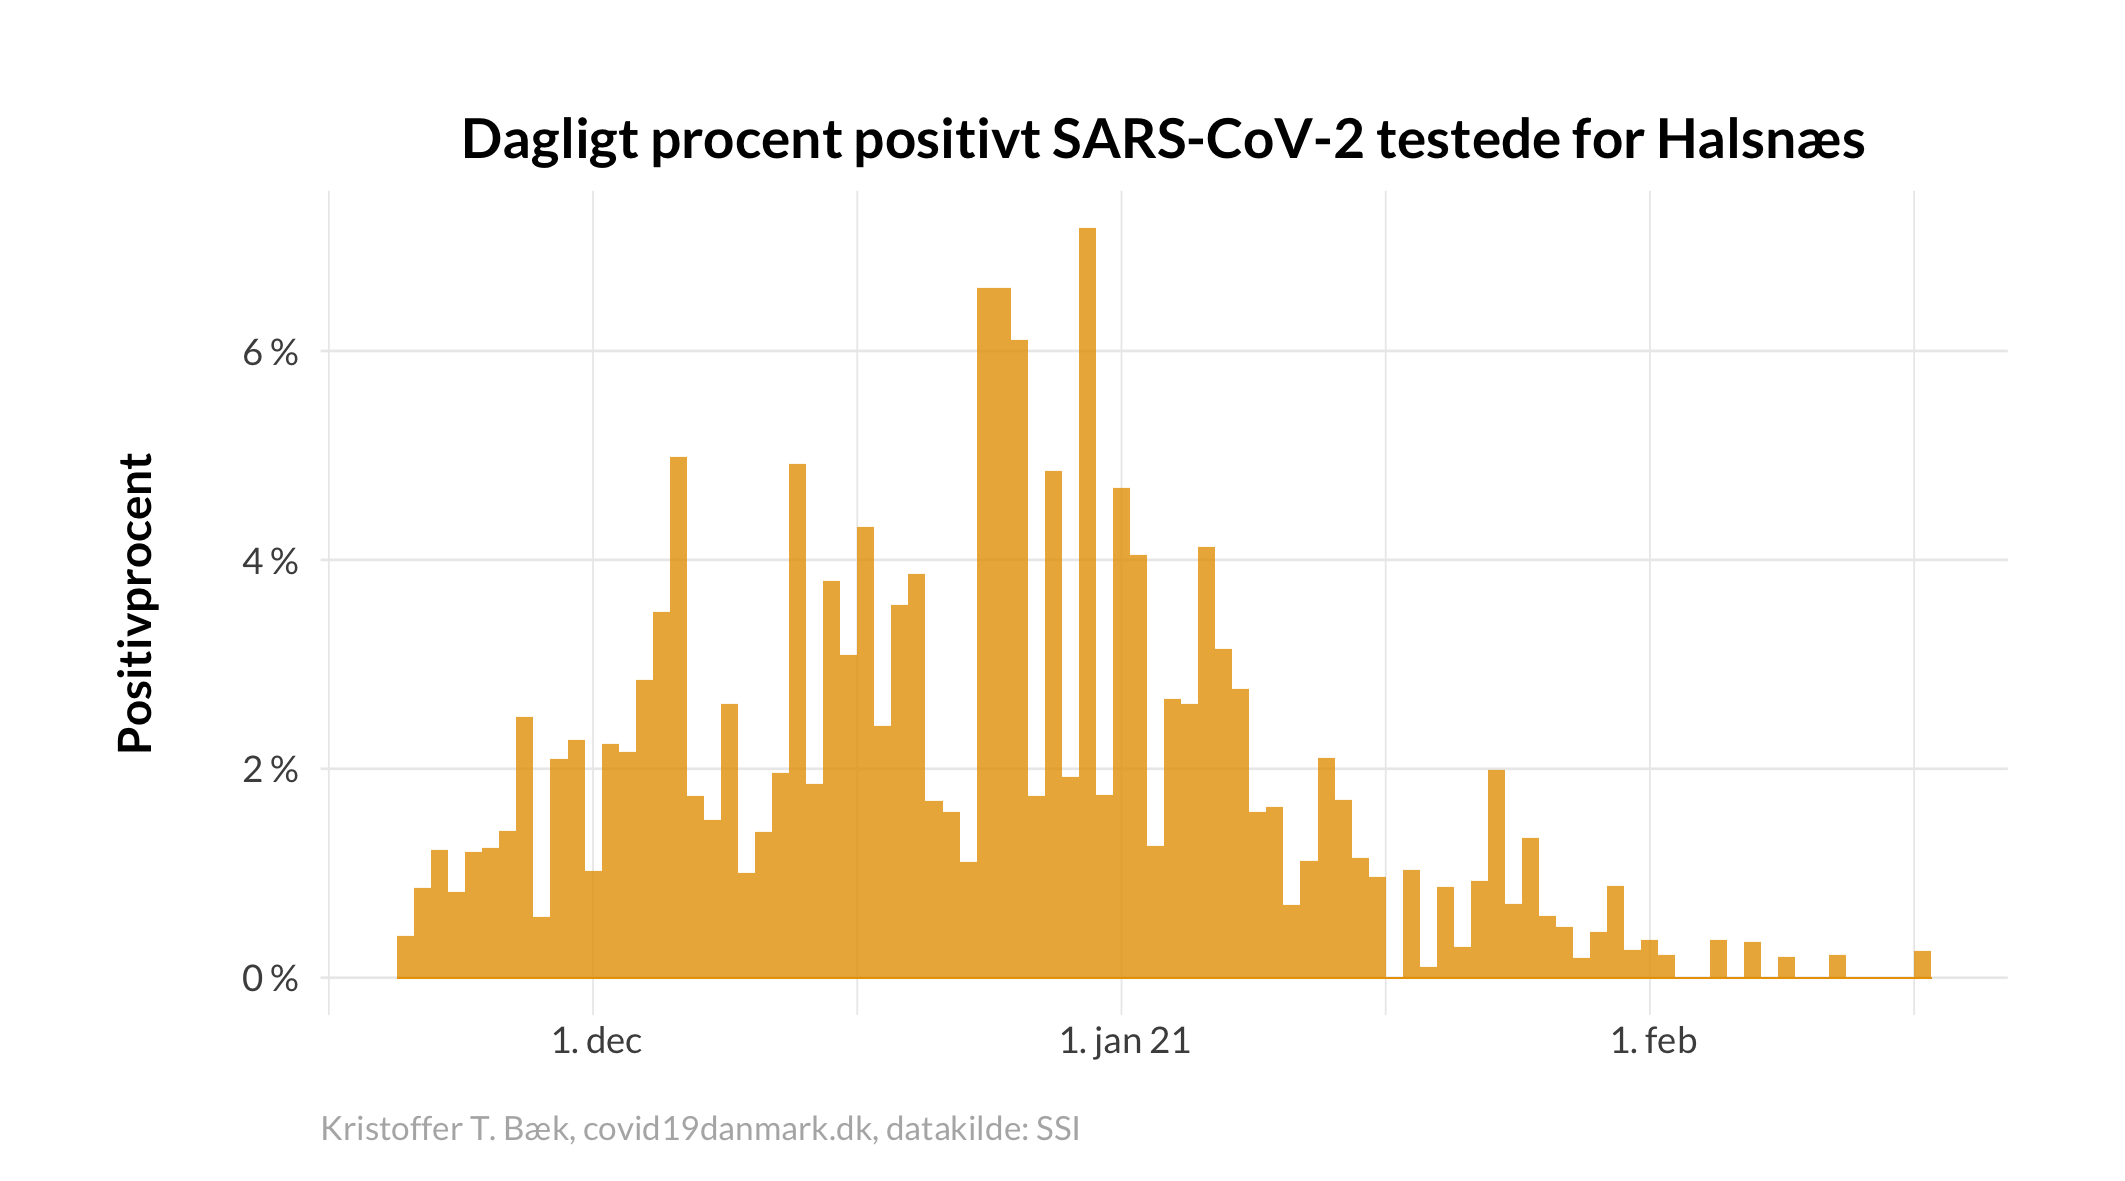 Dagligt procent positivt SARS-CoV-2 testede for Halsnæs
Positivprocent
6 %
4 %
2 %
0 %
1. dec
1. jan 21
1. feb
Kristoffer T. Bæk, covid19danmark.dk, datakilde: SSI